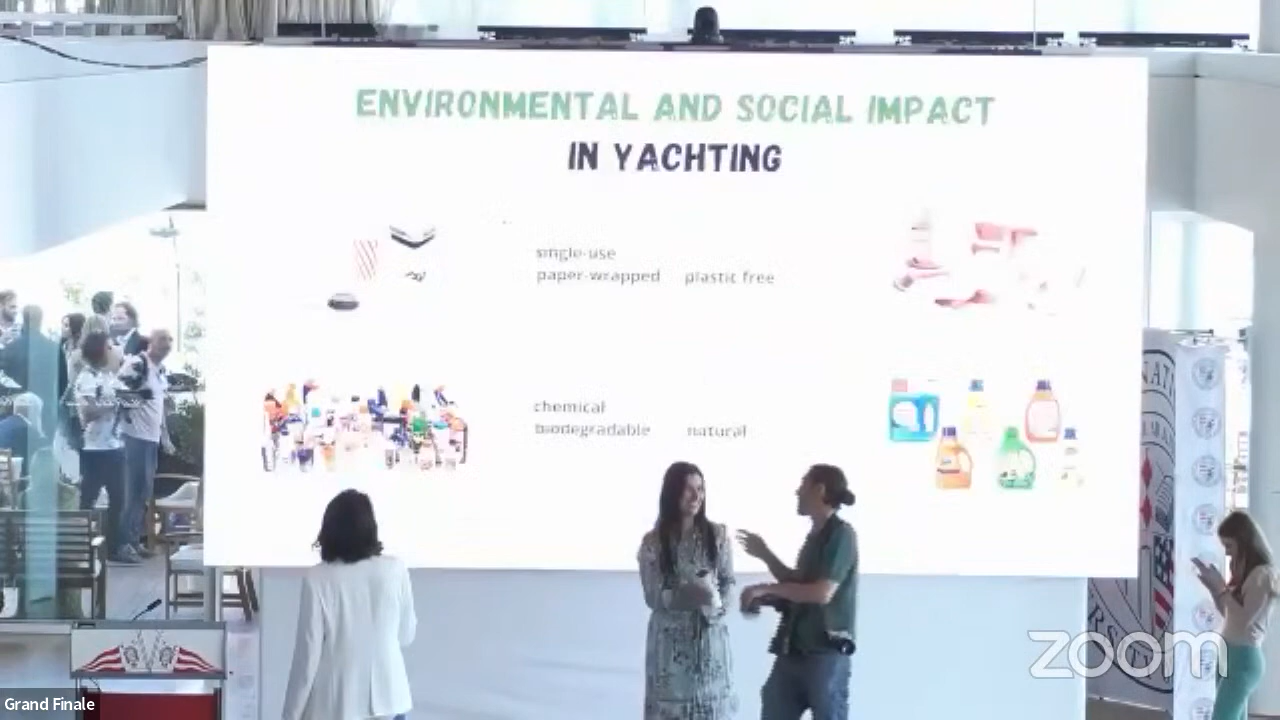 ENVIRONMENTAL AND SOCIAL IMPACT
IN YACHTING
single-use
paper-wrapped plastic free
chemical
biodegradable natural
zoom
Grand Finale